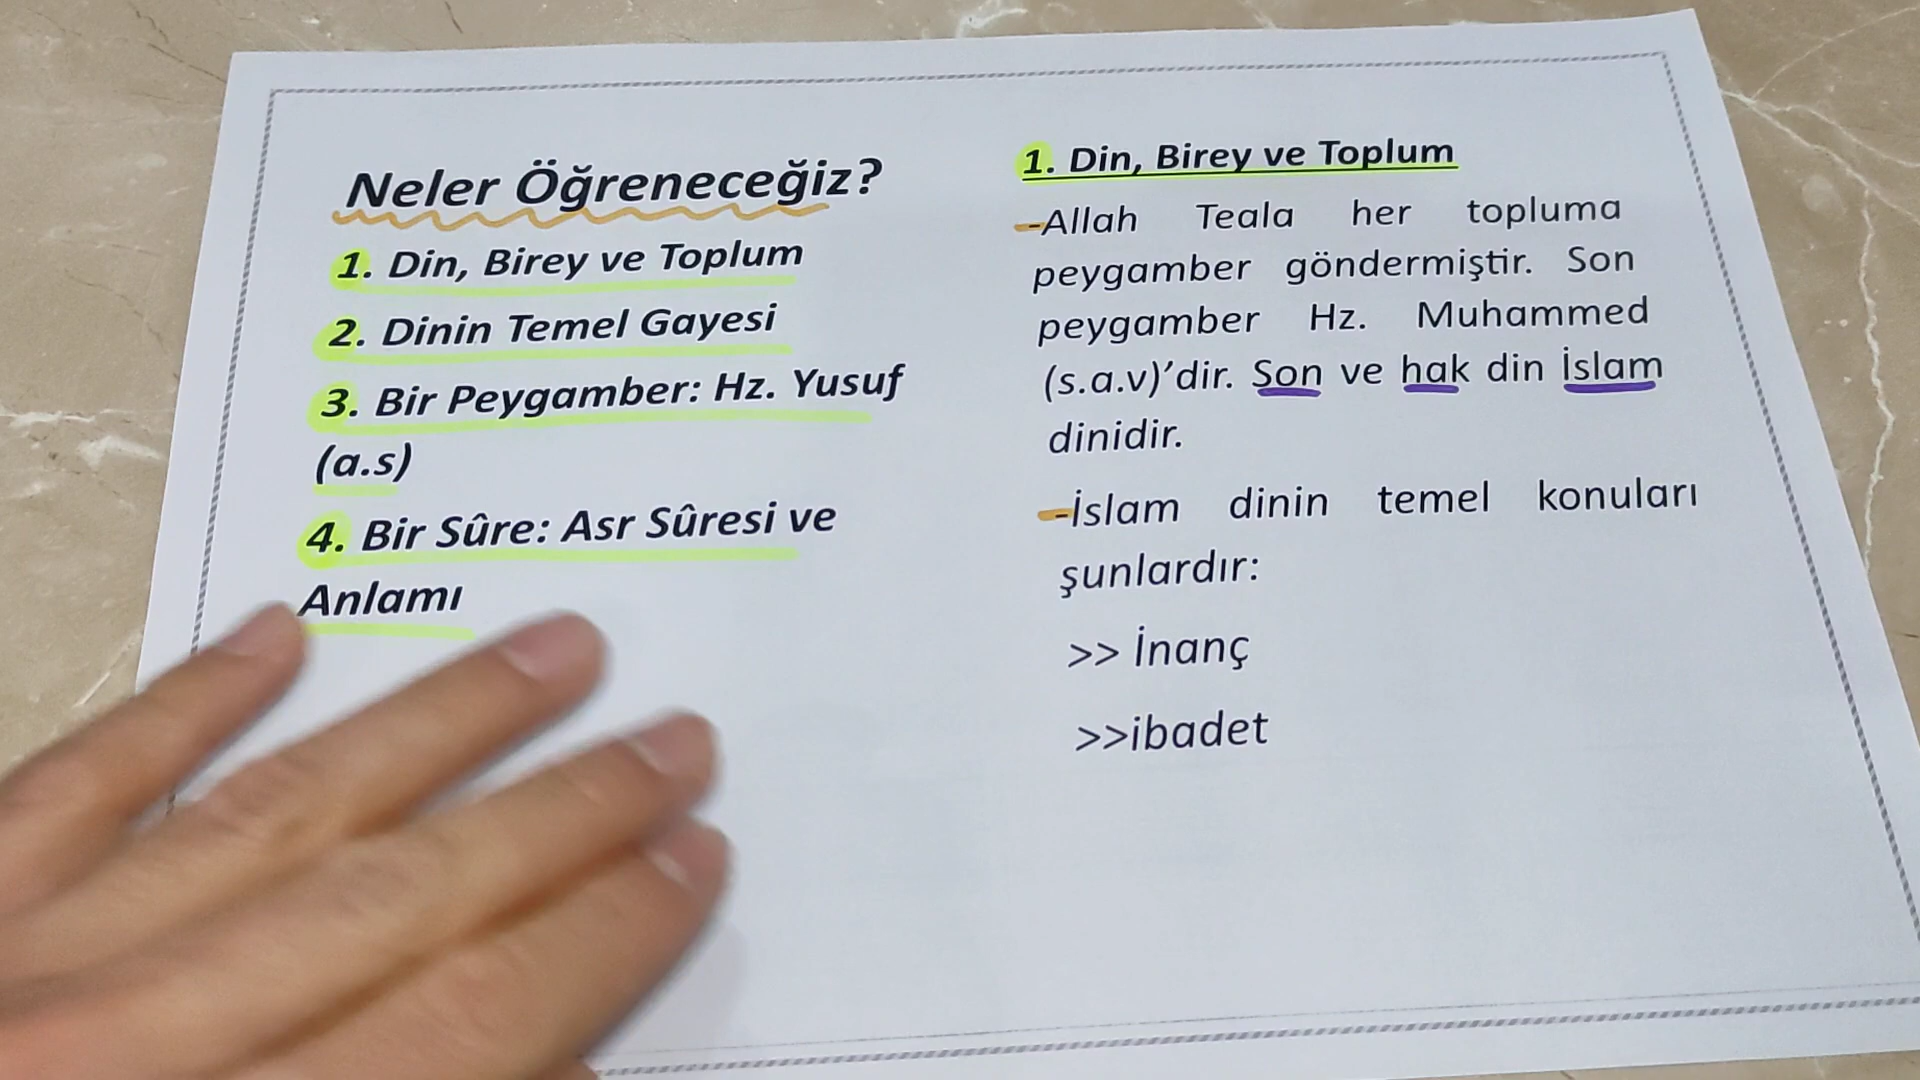 Neler Öğreneceğiz?
1. Din, Birey ve Toplum
2. Dinin Temel Gayesi
3. Bir Peygamber: Hz. Yusuf
(a.s)
4. Bir Sûre: Asr Sûresi ve
Anlamı
1. Din, Birey ve Toplum
-Allah Teala her topluma
peygamber göndermiştir. Son
peygamber Hz. Muhammed
(s.a.v)’dir. Son ve hak din İslam
dinidir.
-İslam dinin temel konuları
şunlardır:
>> İnanç
>>ibadet